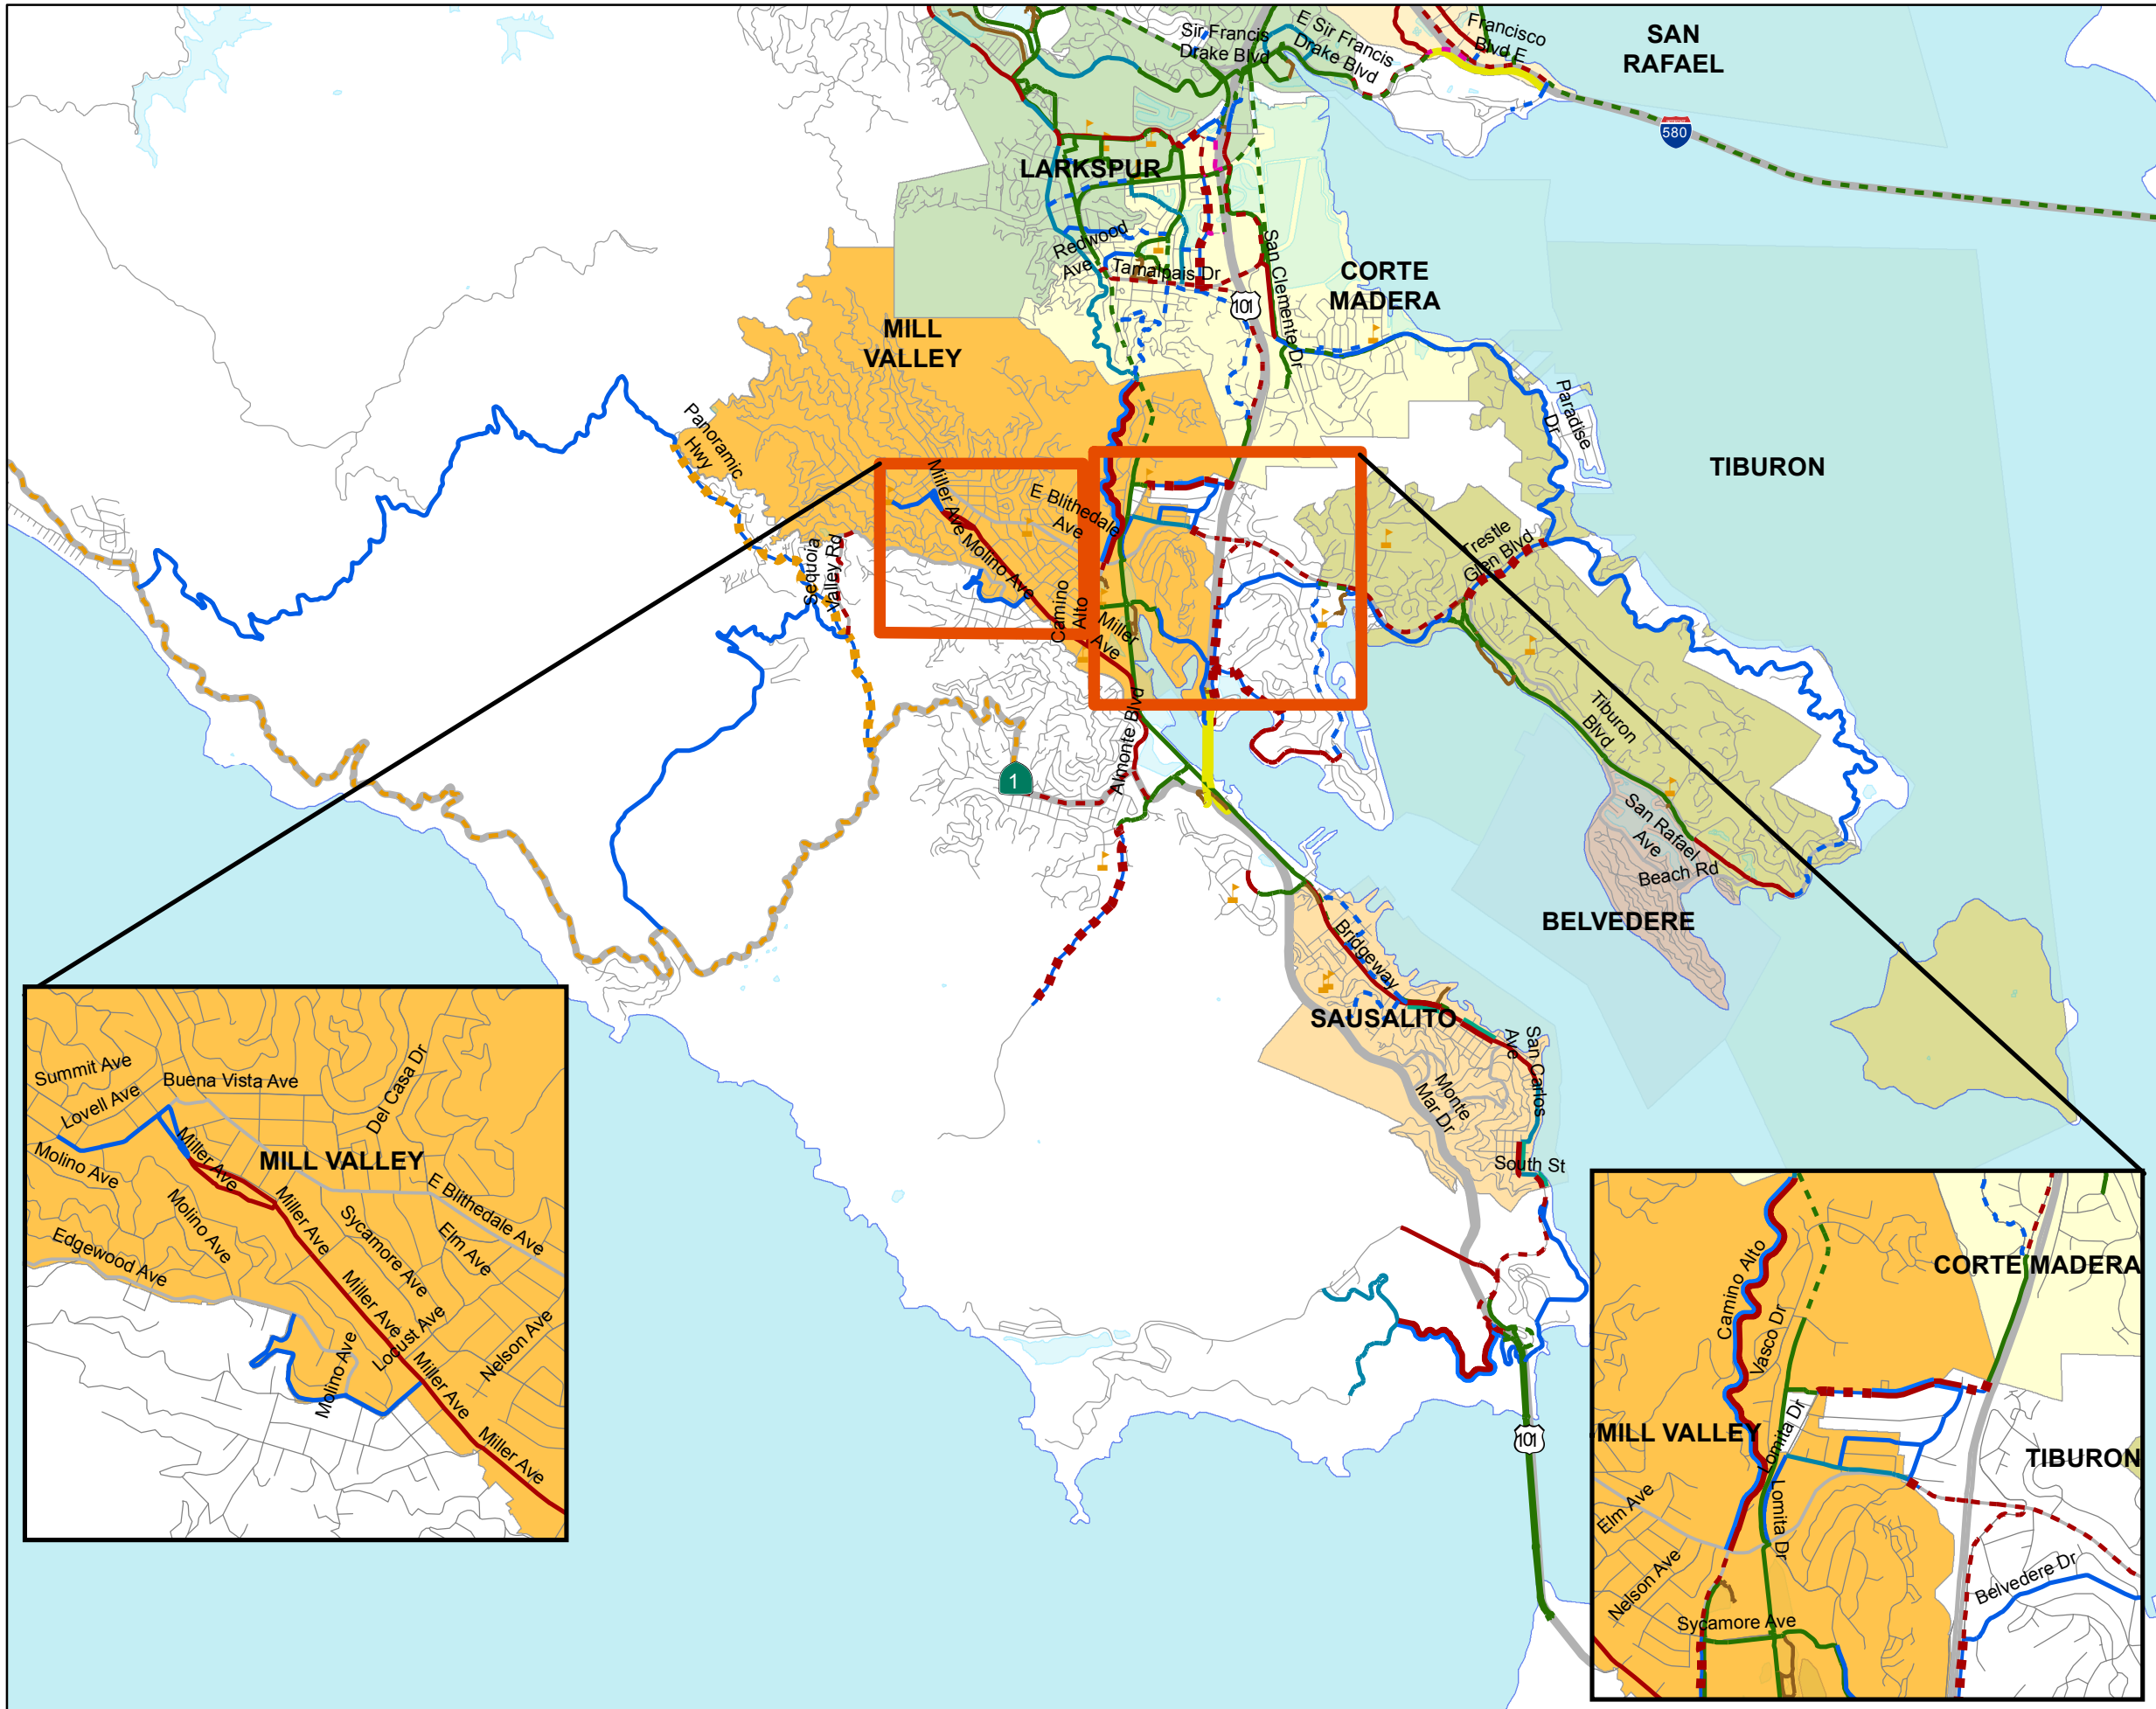 Sir Francis
Drake Blvd
E Sir Francis
Drake Blvd
Francisco
Blvd E
SAN
RAFAEL
580
LARKSPUR
Redwood
Ave
Tamalpais Dr
San Clemente Dr
CORTE
MADERA
101
MILL
VALLEY
Panoramic
Hwy
Paradise
Dr
TIBURON
Miller Ave
E Blithedale
Ave
Molino Ave
Sequoia
Valley Rd
Camino
Alto
Miller
Ave
Trestle
Glen Blvd
Almonte Blvd
1
Tiburon
Blvd
San Rafael
Ave
Beach Rd
BELVEDERE
Bridgeway
SAUSALITO
San Carlos
Ave
Monte
Mar Dr
South St
101
Summit Ave
Buena Vista Ave
Del Casa Dr
Lovell Ave
Miller Ave
MILL VALLEY
Molino Ave
Molino Ave
Miller Ave
Sycamore Ave
E Blithedale Ave
Elm Ave
Edgewood Ave
Miller Ave
Locust Ave
Nelson Ave
Molino Ave
Miller Ave
Miller Ave
Camino Alto
CORTE MADERA
Vasco Dr
MILL VALLEY
Lomita Dr
TIBURON
Elm Ave
Lomita Dr
Nelson Ave
Belvedere Dr
Sycamore Ave